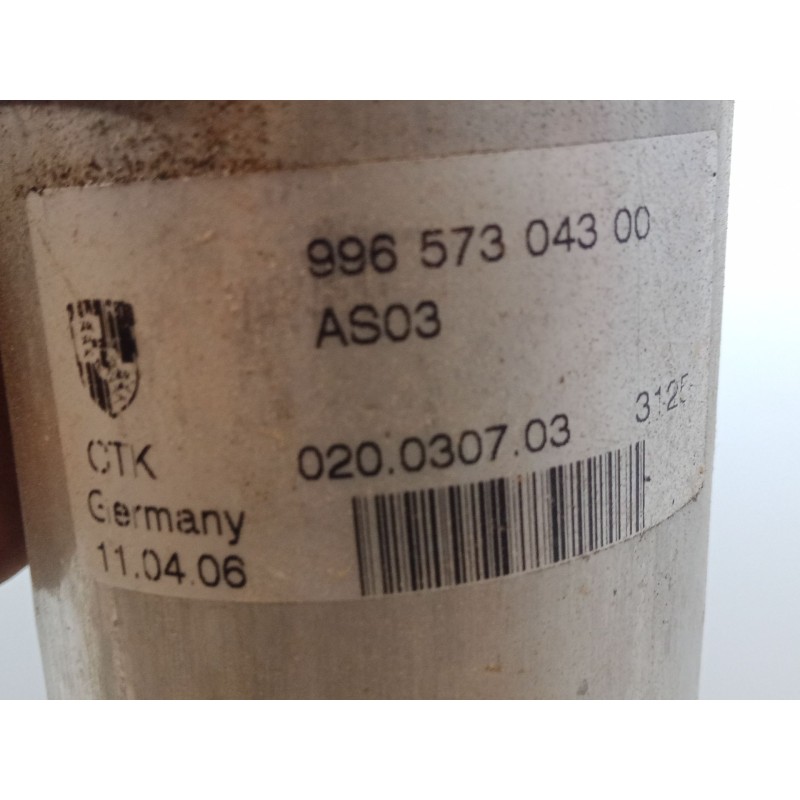 996 573 043 00
AS03
020.0307.03
CTK
Germany
11.04.06